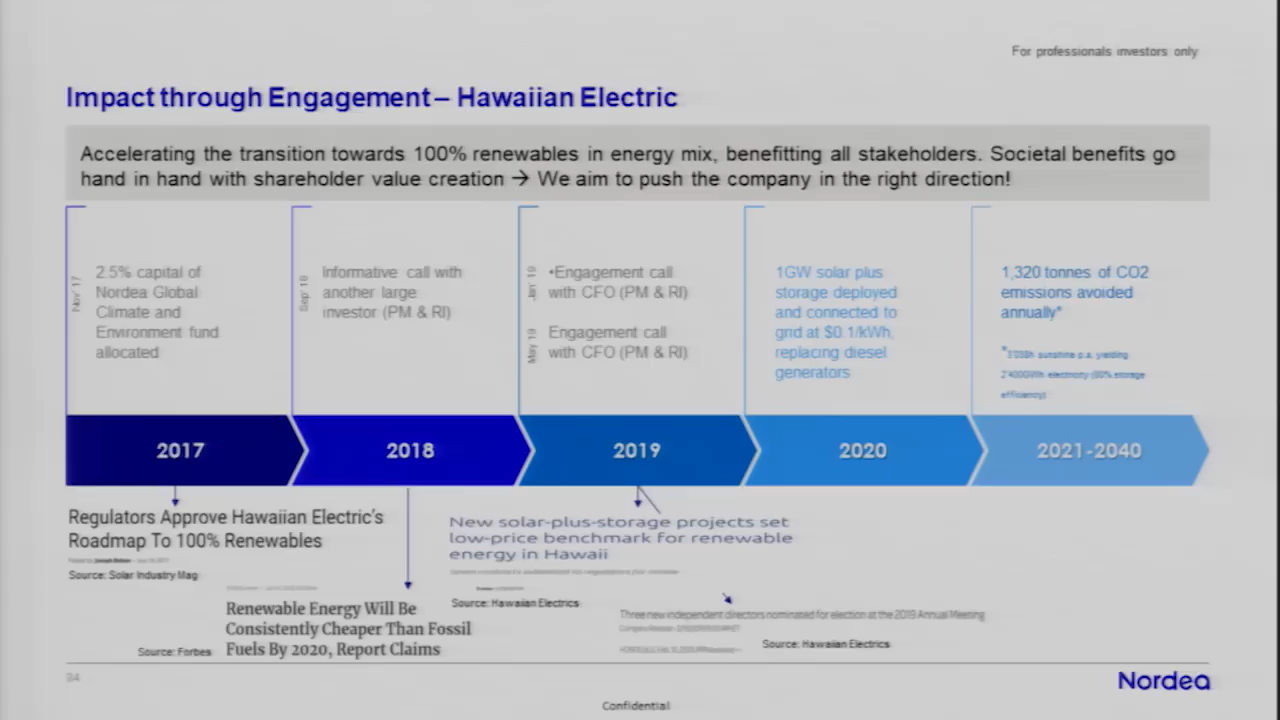 For professionals investors only
Impact through Engagement – Hawaiian Electric
Accelerating the transition towards 100% renewables in energy mix, benefitting all stakeholders. Societal benefits go
hand in hand with shareholder value creation → We aim to push the company in the right direction!
Nov' 17
2.5% capital of
Nordea Global
Climate and
Environment fund
allocated
Sep' 18
Informative call with
another large
investor (PM & RI)
Jan' 19
•Engagement call
with CFO (PM & RI)
May 19
Engagement call
with CFO (PM & RI)
1GW solar plus
storage deployed
and connected to
grid at $0.1/kWh,
replacing diesel
generators
1,320 tonnes of CO2
emissions avoided
annually*
sunshine p.a. yielding
electricity (80% storage
efficiency)
2017
2018
2019
2020
2021-2040
Regulators Approve Hawaiian Electric's
Roadmap To 100% Renewables
Source: Solar Industry Mag
New solar-plus-storage projects set
low-price benchmark for renewable
energy in Hawaii
Source: Hawaiian Electrics
Renewable Energy Will Be
Consistently Cheaper Than Fossil
Fuels By 2020, Report Claims
Source: Forbes
Three new independent directors nominated for election at the 2019 Annual Meeting
Source: Hawaiian Electrics
94
Nordea
Confidential